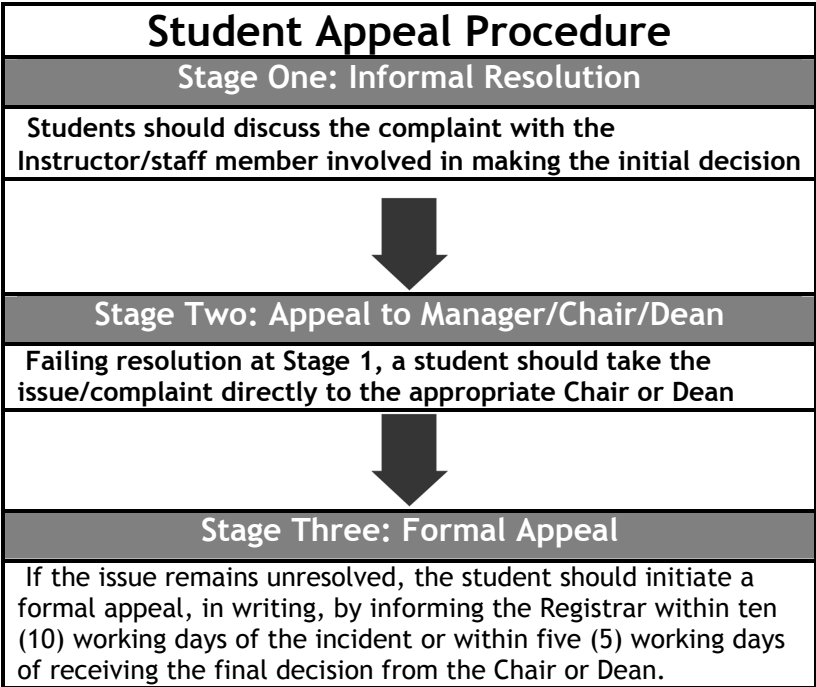 Student Appeal Procedure
Stage One: Informal Resolution
Students should discuss the complaint with the
Instructor/staff member involved in making the initial decision
Stage Two: Appeal to Manager/Chair/Dean
Failing resolution at Stage 1, a student should take the
issue/complaint directly to the appropriate Chair or Dean
Stage Three: Formal Appeal
If the issue remains unresolved, the student should initiate a
formal appeal, in writing, by informing the Registrar within ten
(10) working days of the incident or within five (5) working days
of receiving the final decision from the Chair or Dean.